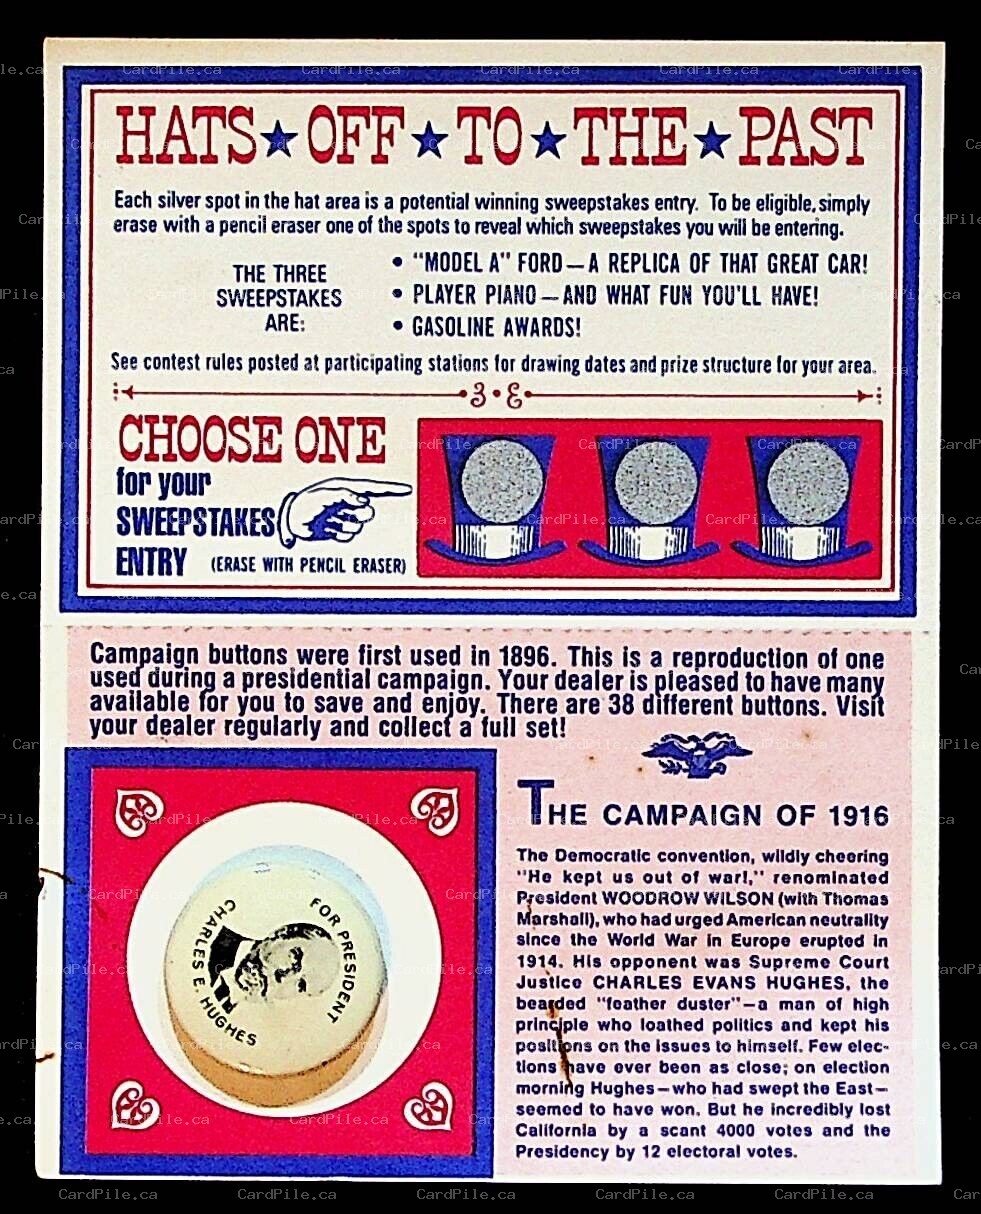 HATS★OFF★TO★THE★PAST
Each silver spot in the hat area is a potential winning sweepstakes entry. To be eligible, simply
erase with a pencil eraser one of the spots to reveal which sweepstakes you will be entering.
THE THREE
SWEEPSTAKES
ARE:
• "MODEL A" FORD—A REPLICA OF THAT GREAT CAR!
• PLAYER PIANO—AND WHAT FUN YOU'LL HAVE!
• GASOLINE AWARDS!
See contest rules posted at participating stations for drawing dates and prize structure for your area.
CHOOSE ONE
for your
SWEEPSTAKES
ENTRY (ERASE WITH PENCIL ERASER)
Campaign buttons were first used in 1896. This is a reproduction of one
used during a presidential campaign. Your dealer is pleased to have many
available for you to save and enjoy. There are 38 different buttons. Visit
your dealer regularly and collect a full set!
FOR PRESIDENT
CHARLES E. HUGHES
THE CAMPAIGN OF 1916
The Democratic convention, wildly cheering
"He kept us out of war!," renominated
President WOODROW WILSON (with Thomas
Marshall), who had urged American neutrality
since the World War in Europe erupted in
1914. His opponent was Supreme Court
Justice CHARLES EVANS HUGHES, the
bearded "feather duster"—a man of high
principle who loathed politics and kept his
positions on the issues to himself. Few elec-
tions have ever been as close; on election
morning Hughes—who had swept the East—
seemed to have won. But he incredibly lost
California by a scant 4000 votes and the
Presidency by 12 electoral votes.
CardPile.ca